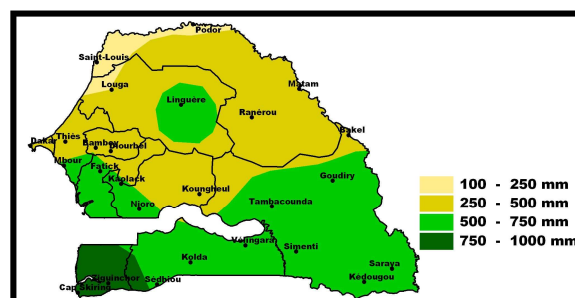 Podor
Saint-Louis
Louga
Matam
Linguère
Ranérou
Dakar
Thiès
Bambey
Diourbel
Bakel
Mbour
Fatick
Kaolack
Koungheul
Goudiry
Nioro
Tambacounda
Vélingara
Simenti
Kolda
Saraya
Kédougou
Sédhiou
Ziguinchor
Cap Skiring
100 - 250 mm
250 - 500 mm
500 - 750 mm
750 - 1000 mm